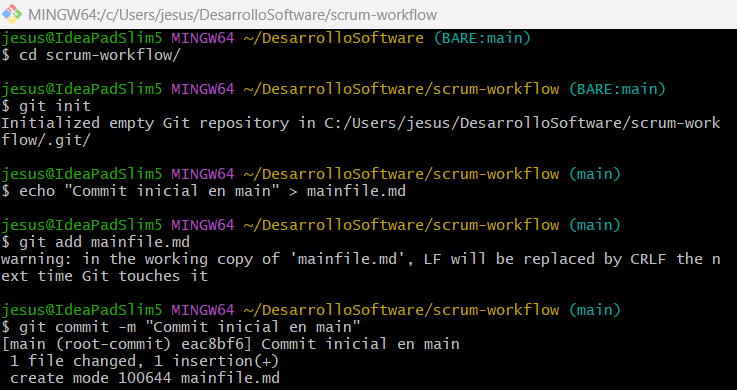 MINGW64:/c/Users/jesus/DesarrolloSoftware/scrum-workflow
jesus@IdeaPadSlim5 MINGW64 ~/DesarrolloSoftware (BARE:main)
$ cd scrum-workflow/
jesus@IdeaPadSlim5 MINGW64 ~/DesarrolloSoftware/scrum-workflow (BARE:main)
$ git init
Initialized empty Git repository in C:/Users/jesus/DesarrolloSoftware/scrum-work
flow/.git/
jesus@IdeaPadSlim5 MINGW64 ~/DesarrolloSoftware/scrum-workflow (main)
$ echo "Commit inicial en main" > mainfile.md
jesus@IdeaPadSlim5 MINGW64 ~/DesarrolloSoftware/scrum-workflow (main)
$ git add mainfile.md
warning: in the working copy of 'mainfile.md', LF will be replaced by CRLF the n
ext time Git touches it
jesus@IdeaPadSlim5 MINGW64 ~/DesarrolloSoftware/scrum-workflow (main)
$ git commit -m "Commit inicial en main"
[main (root-commit) eac8bf6] Commit inicial en main
 1 file changed, 1 insertion(+)
 create mode 100644 mainfile.md